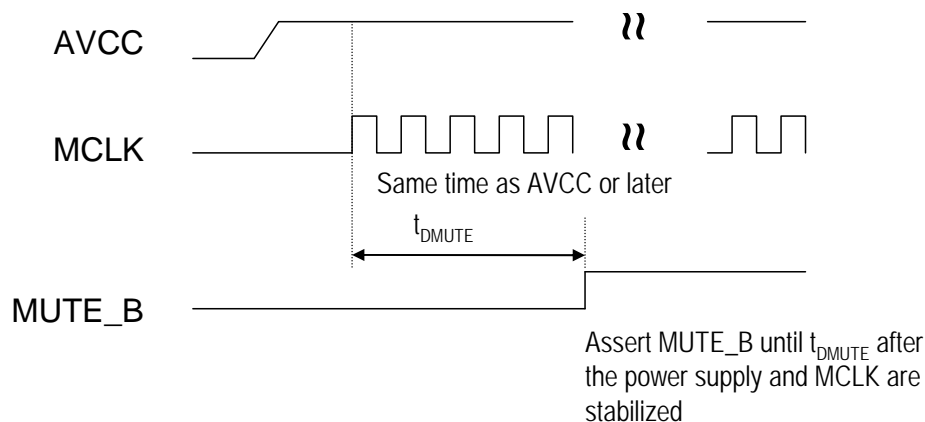 AVCC
MCLK
Same time as AVCC or later
tDMUTE
MUTE_B
Assert MUTE_B until tDMUTE after
the power supply and MCLK are
stabilized